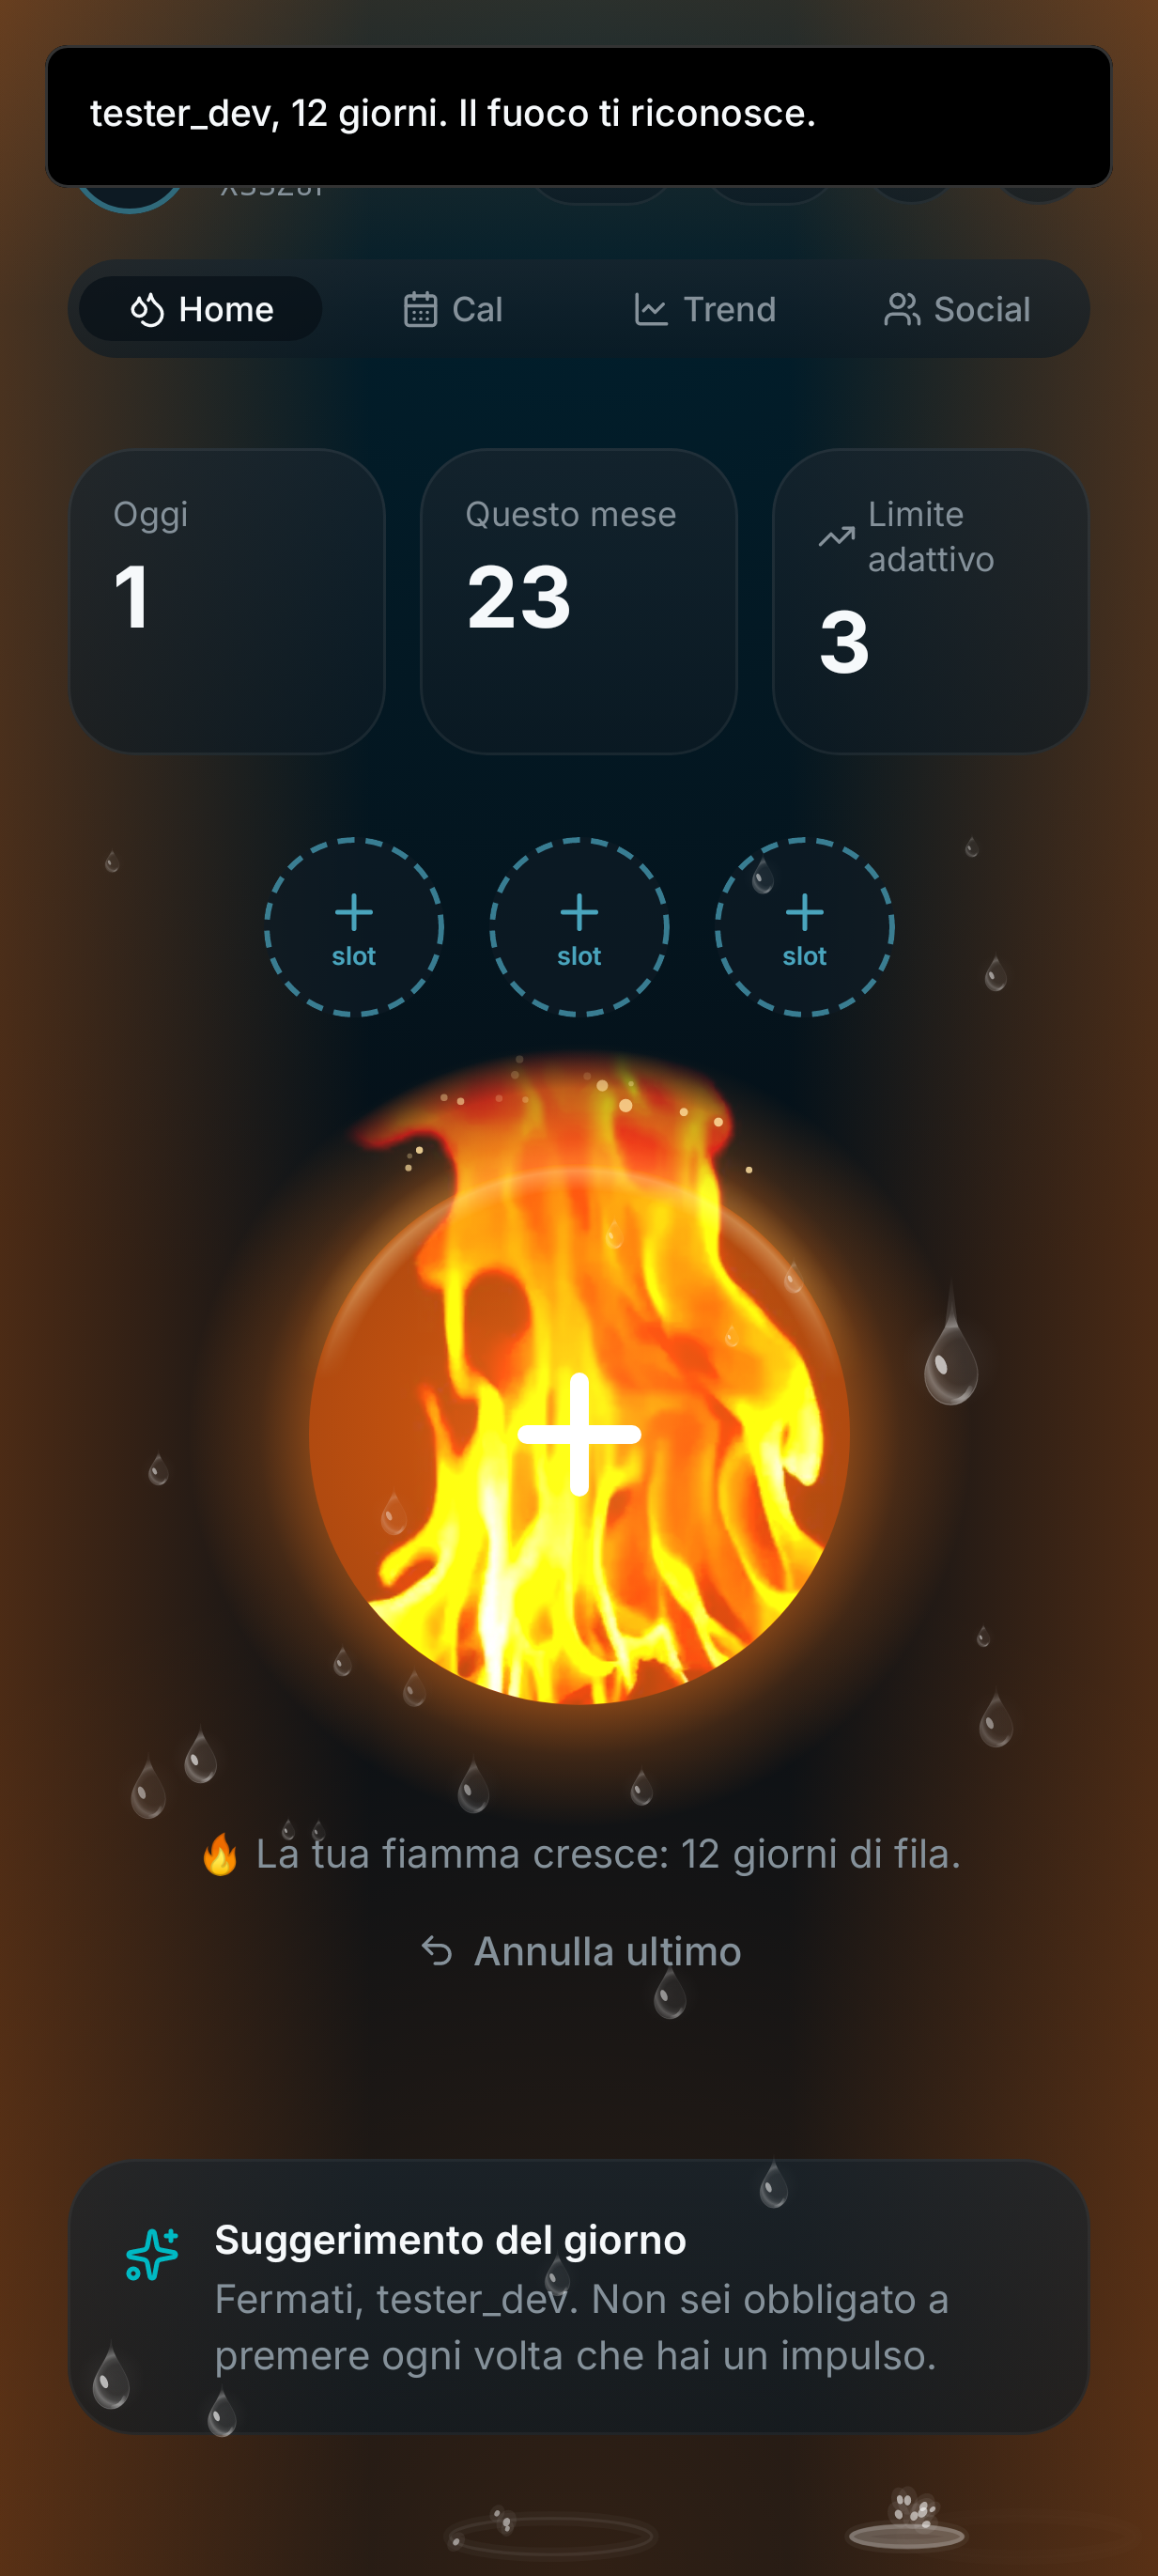 tester_dev, 12 giorni. Il fuoco ti riconosce.
Home
Cal
Trend
Social
Oggi
1
Questo mese
23
Limite
adattivo
3
slot
slot
slot
🔥 La tua fiamma cresce: 12 giorni di fila.
Annulla ultimo
Suggerimento del giorno
Fermati, tester_dev. Non sei obbligato a
premere ogni volta che hai un impulso.